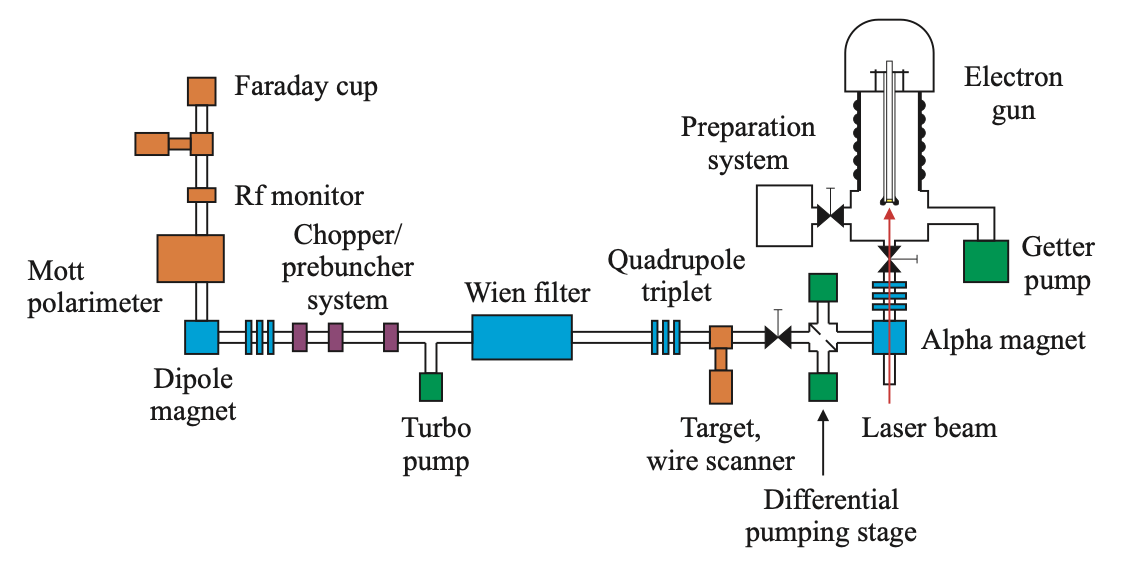 Faraday cup
Electron
gun
Preparation
system
Rf monitor
Chopper/
prebuncher
system
Mott
polarimeter
Quadrupole
triplet
Getter
pump
Wien filter
Alpha magnet
Dipole
magnet
Turbo
pump
Target,
wire scanner
Laser beam
Differential
pumping stage